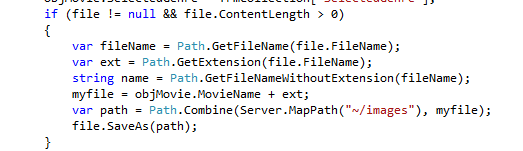 if (file != null && file.ContentLength > 0)
{
var fileName = Path.GetFileName(file.FileName);
var ext = Path.GetExtension(file.FileName);
string name = Path.GetFileNameWithoutExtension(fileName);
myfile = objMovie.MovieName + ext;
var path = Path.Combine(Server.MapPath("~/images"), myfile);
file.SaveAs(path);
}